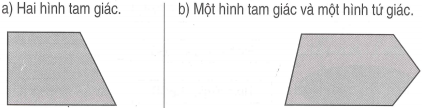 a) Hai hình tam giác.
b) Một hình tam giác và một hình tứ giác.